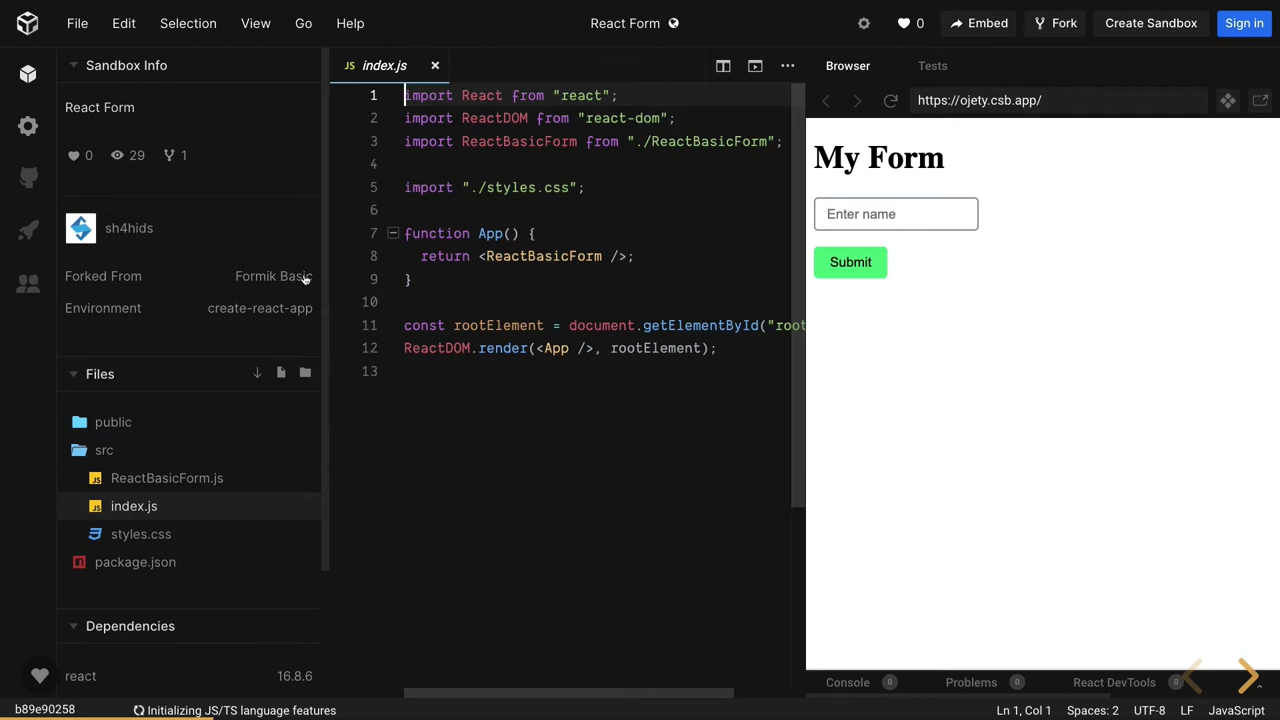 File Edit Selection View Go Help React Form 0 Embed Fork Create Sandbox Sign in
Sandbox Info
React Form
0 29 1
sh4hids
Forked From Formik Basic
Environment create-react-app
Files
public
src
JS ReactBasicForm.js
JS index.js
styles.css
package.json
Dependencies
react 16.8.6
b89e90258 Initializing JS/TS language features
JS index.js
1 import React from "react";
2 import ReactDOM from "react-dom";
3 import ReactBasicForm from "./ReactBasicForm";
4
5 import "./styles.css";
6
7 function App() {
8 return <ReactBasicForm />;
9 }
10
11 const rootElement = document.getElementById("root
12 ReactDOM.render(<App />, rootElement);
13
Browser Tests
https://ojety.csb.app/
My Form
Enter name
Submit
Console 0 Problems 0 React DevTools 0
Ln 1, Col 1 Spaces: 2 UTF-8 LF JavaScript